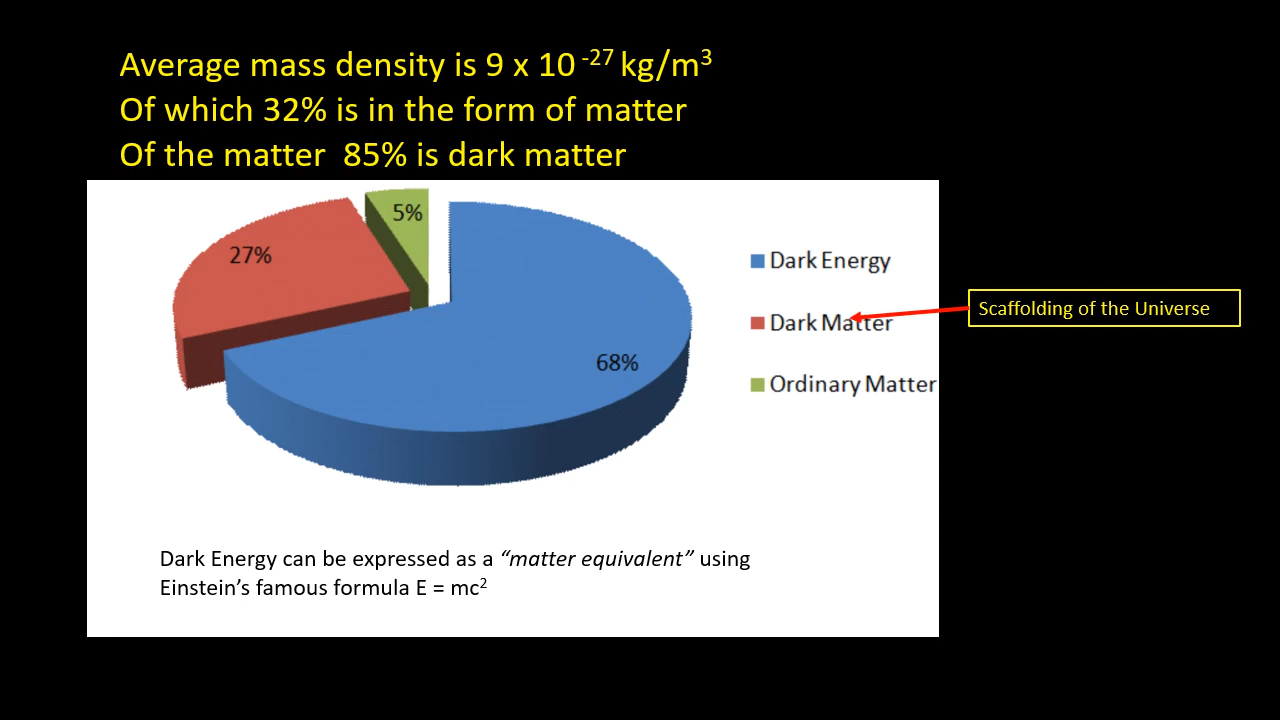 Average mass density is 9 x 10 -27 kg/m3
Of which 32% is in the form of matter
Of the matter  85% is dark matter
5%
27%
68%
Dark Energy
Dark Matter
Ordinary Matter
Scaffolding of the Universe
Dark Energy can be expressed as a “matter equivalent” using
Einstein’s famous formula E = mc2